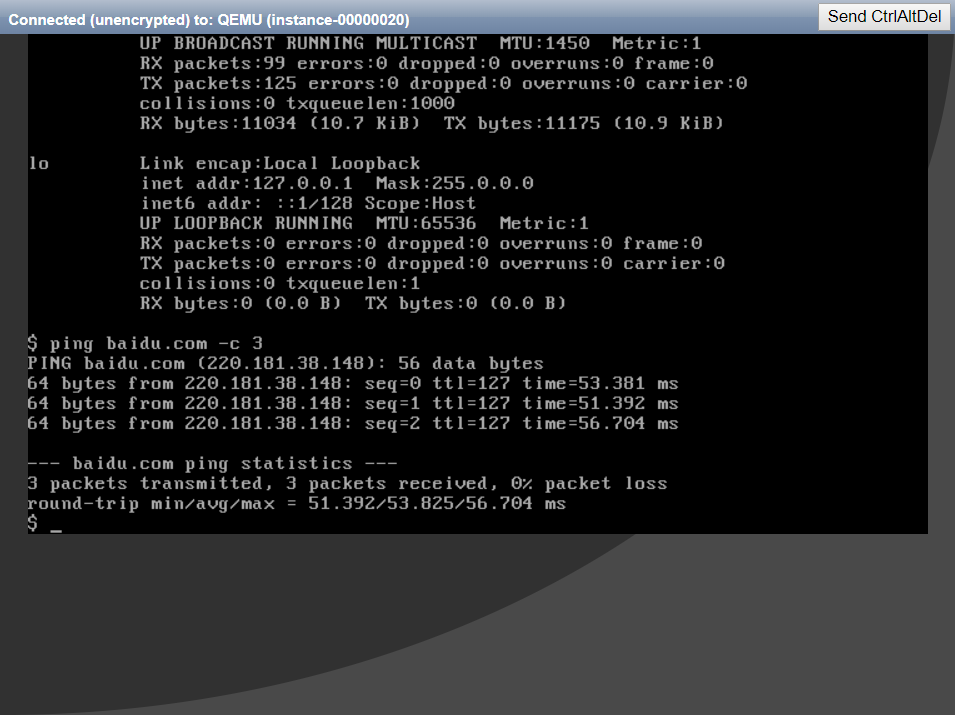 Connected (unencrypted) to: QEMU (instance-00000020)
Send CtrlAltDel
UP BROADCAST RUNNING MULTICAST  MTU:1450  Metric:1
RX packets:99 errors:0 dropped:0 overruns:0 frame:0
TX packets:125 errors:0 dropped:0 overruns:0 carrier:0
collisions:0 txqueuelen:1000
RX bytes:11034 (10.7 KiB)  TX bytes:11175 (10.9 KiB)
lo        Link encap:Local Loopback
inet addr:127.0.0.1  Mask:255.0.0.0
inet6 addr: ::1/128 Scope:Host
UP LOOPBACK RUNNING  MTU:65536  Metric:1
RX packets:0 errors:0 dropped:0 overruns:0 frame:0
TX packets:0 errors:0 dropped:0 overruns:0 carrier:0
collisions:0 txqueuelen:1
RX bytes:0 (0.0 B)  TX bytes:0 (0.0 B)
$ ping baidu.com -c 3
PING baidu.com (220.181.38.148): 56 data bytes
64 bytes from 220.181.38.148: seq=0 ttl=127 time=53.381 ms
64 bytes from 220.181.38.148: seq=1 ttl=127 time=51.392 ms
64 bytes from 220.181.38.148: seq=2 ttl=127 time=56.704 ms
--- baidu.com ping statistics ---
3 packets transmitted, 3 packets received, 0% packet loss
round-trip min/avg/max = 51.392/53.825/56.704 ms
$ _